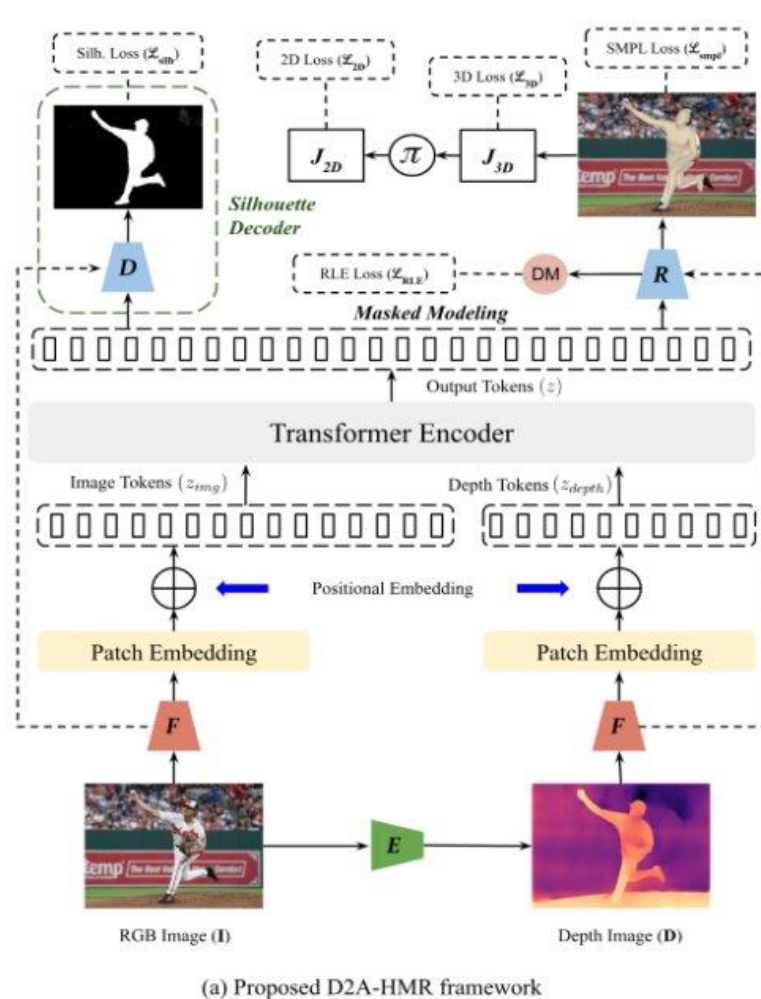 Silh. Loss (ℒsilh)
2D Loss (ℒ2D)
3D Loss (ℒ3D)
SMPL Loss (ℒsmpl)
J2D
π
J3D
Silhouette
Decoder
D
RLE Loss (ℒRLE)
DM
R
Masked Modeling
Output Tokens (z)
Transformer Encoder
Image Tokens (zimg)
Depth Tokens (zdepth)
Positional Embedding
Patch Embedding
Patch Embedding
F
F
E
RGB Image (I)
Depth Image (D)
(a) Proposed D2A-HMR framework